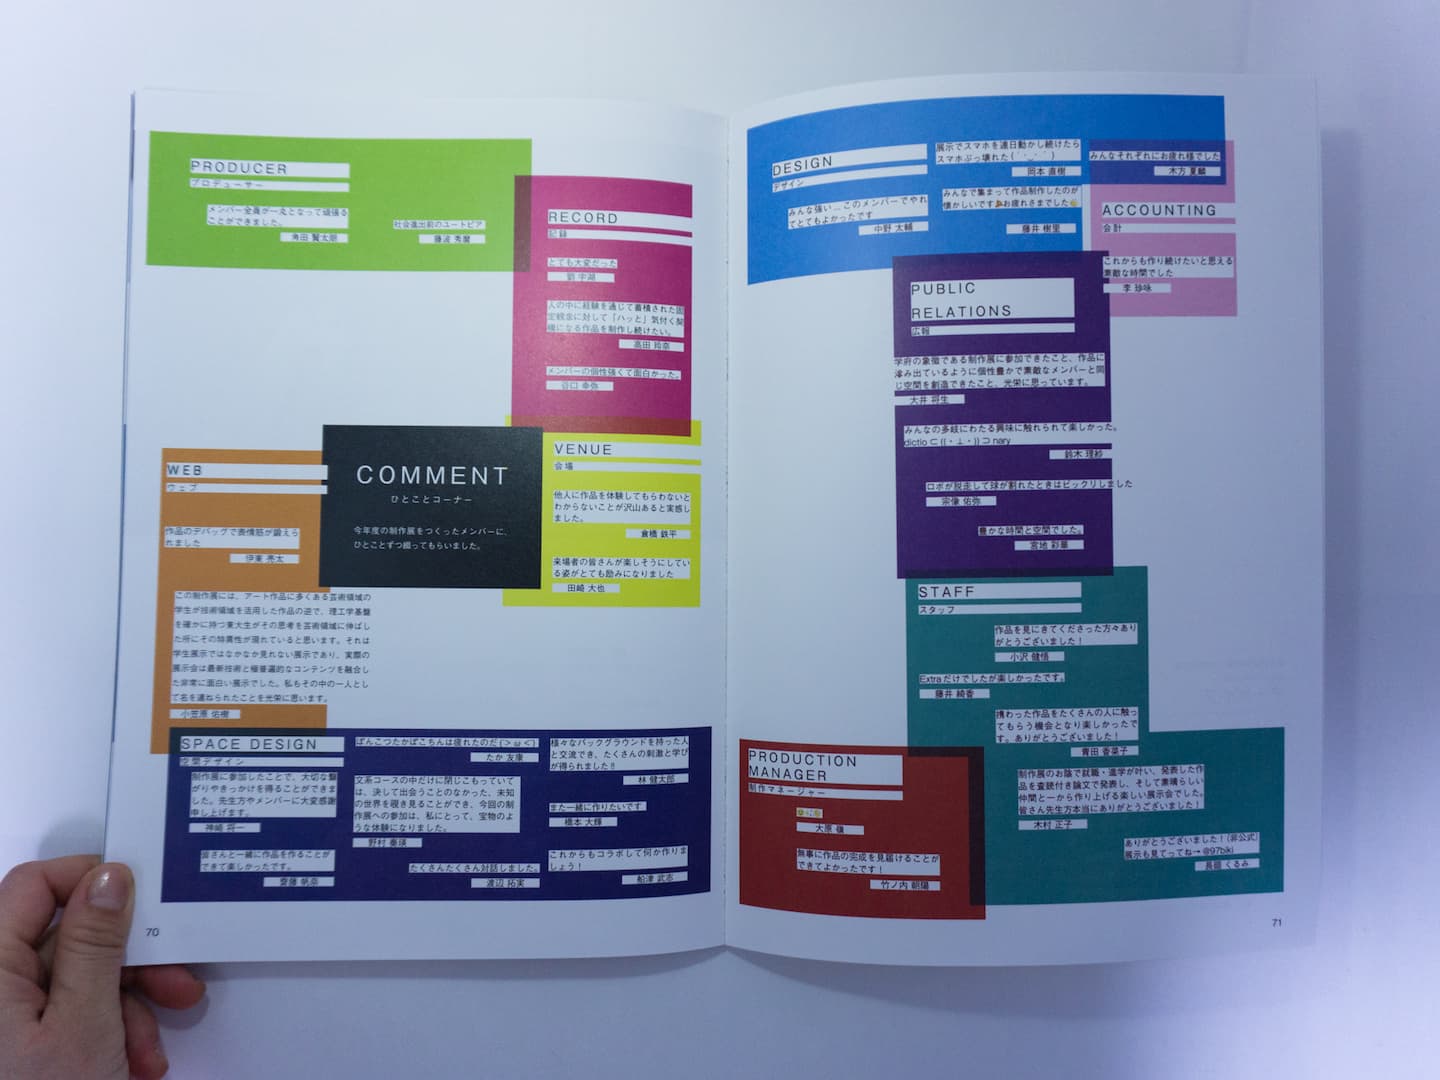 PRODUCER
プロデューサー
メンバー全員が一丸となって頑張る
ことができました。
角田 賢太朗
社会進出前のユートピア
藤波 秀麿
RECORD
記録
とても大変だった
劉 宇湖
人の中に経験を通じて蓄積された固
定観念に対して「ハッと」気付く契
機になる作品を制作し続けたい。
高田 玲奈
メンバーの個性強くて面白かった。
谷口 幸弥
WEB
ウェブ
作品のデバッグで表情筋が鍛えら
れました
伊東 亮太
この制作展には、アート作品に多くある芸術領域の
学生が技術領域を活用した作品の逆で、理工学基盤
を確かに持つ東大生がその思考を芸術領域に伸ばし
た所にその特異性が現れていると思います。それは
学生展示ではなかなか見れない展示であり、実際の
展示会は最新技術と極普遍的なコンテンツを融合し
た非常に面白い展示でした。私もその中の一人とし
て名を連ねられたことを光栄に思います。
小笠原 佑樹
COMMENT
ひとことコーナー
今年度の制作展をつくったメンバーに、
ひとことずつ綴ってもらいました。
VENUE
会場
他人に作品を体験してもらわないと
わからないことが沢山あると実感し
ました。
倉橋 鉄平
来場者の皆さんが楽しそうにしてい
る姿がとても励みになりました
田崎 大也
SPACE DESIGN
空間デザイン
制作展に参加したことで、大切な繋
がりやきっかけを得ることができま
した。先生方やメンバーに大変感謝
申し上げます。
神崎 将一
皆さんと一緒に作品を作ることが
できて楽しかったです。
齋藤 帆奈
ぽんこつたかぽこちんは疲れたのだ (＞ω＜)
たか 友康
文系コースの中だけに閉じこもっていて
は、決して出会うことのなかった、未知
の世界を覗き見ることができ、今回の制
作展への参加は、私にとって、宝物のよ
うな体験になりました。
野村 奏瑛
たくさんたくさん対話しました。
渡辺 拓実
様々なバックグラウンドを持った人
と交流でき、たくさんの刺激と学び
が得られました!!
林 健太郎
また一緒に作りたいです
橋本 大輝
これからもコラボして何か作りま
しょう！
船津 武志
70
DESIGN
デザイン
みんな強い... このメンバーでやれ
てとてもよかったです
中野 太輔
展示でスマホを連日動かし続けたら
スマホぶっ壊れた (´・_・｀)
岡本 直樹
みんなで集まって作品制作したのが
懐かしいです お疲れさまでした
藤井 樹里
みんなそれぞれにお疲れ様でした
木方 夏麟
ACCOUNTING
会計
これからも作り続けたいと思える
素敵な時間でした
李 珍咏
PUBLIC
RELATIONS
広報
学府の象徴である制作展に参加できたこと、作品に
滲み出ているように個性豊かで素敵なメンバーと同
じ空間を創造できたこと、光栄に思っています。
大井 将生
みんなの多岐にわたる興味に触れられて楽しかった。
dictio ⊂ ((・⊥・)) ⊃ nary
鈴木 理紗
ロボが脱走して球が割れたときはビックリしました
宗像 佑弥
豊かな時間と空間でした。
宮地 彩華
STAFF
スタッフ
作品を見にきてくださった方々あり
がとうございました！
小沢 健悟
Extraだけでしたが楽しかったです。
藤井 綺香
携わった作品をたくさんの人に触っ
てもらう機会となり楽しかったで
す。ありがとうございました！
青田 香菜子
制作展のお陰で就職・進学が叶い、発表した作
品を査読付き論文で発表し、そして素晴らしい
仲間と一から作り上げる楽しい展示会でした。
皆さん先生方本当にありがとうございました！
木村 正子
ありがとうございました！(非公式)
展示も見てってね→ @97biki
長嶺 くるみ
PRODUCTION
MANAGER
制作マネージャー
大原 嶺
無事に作品の完成を見届けることが
できてよかったです！
竹ノ内 朝陽
71